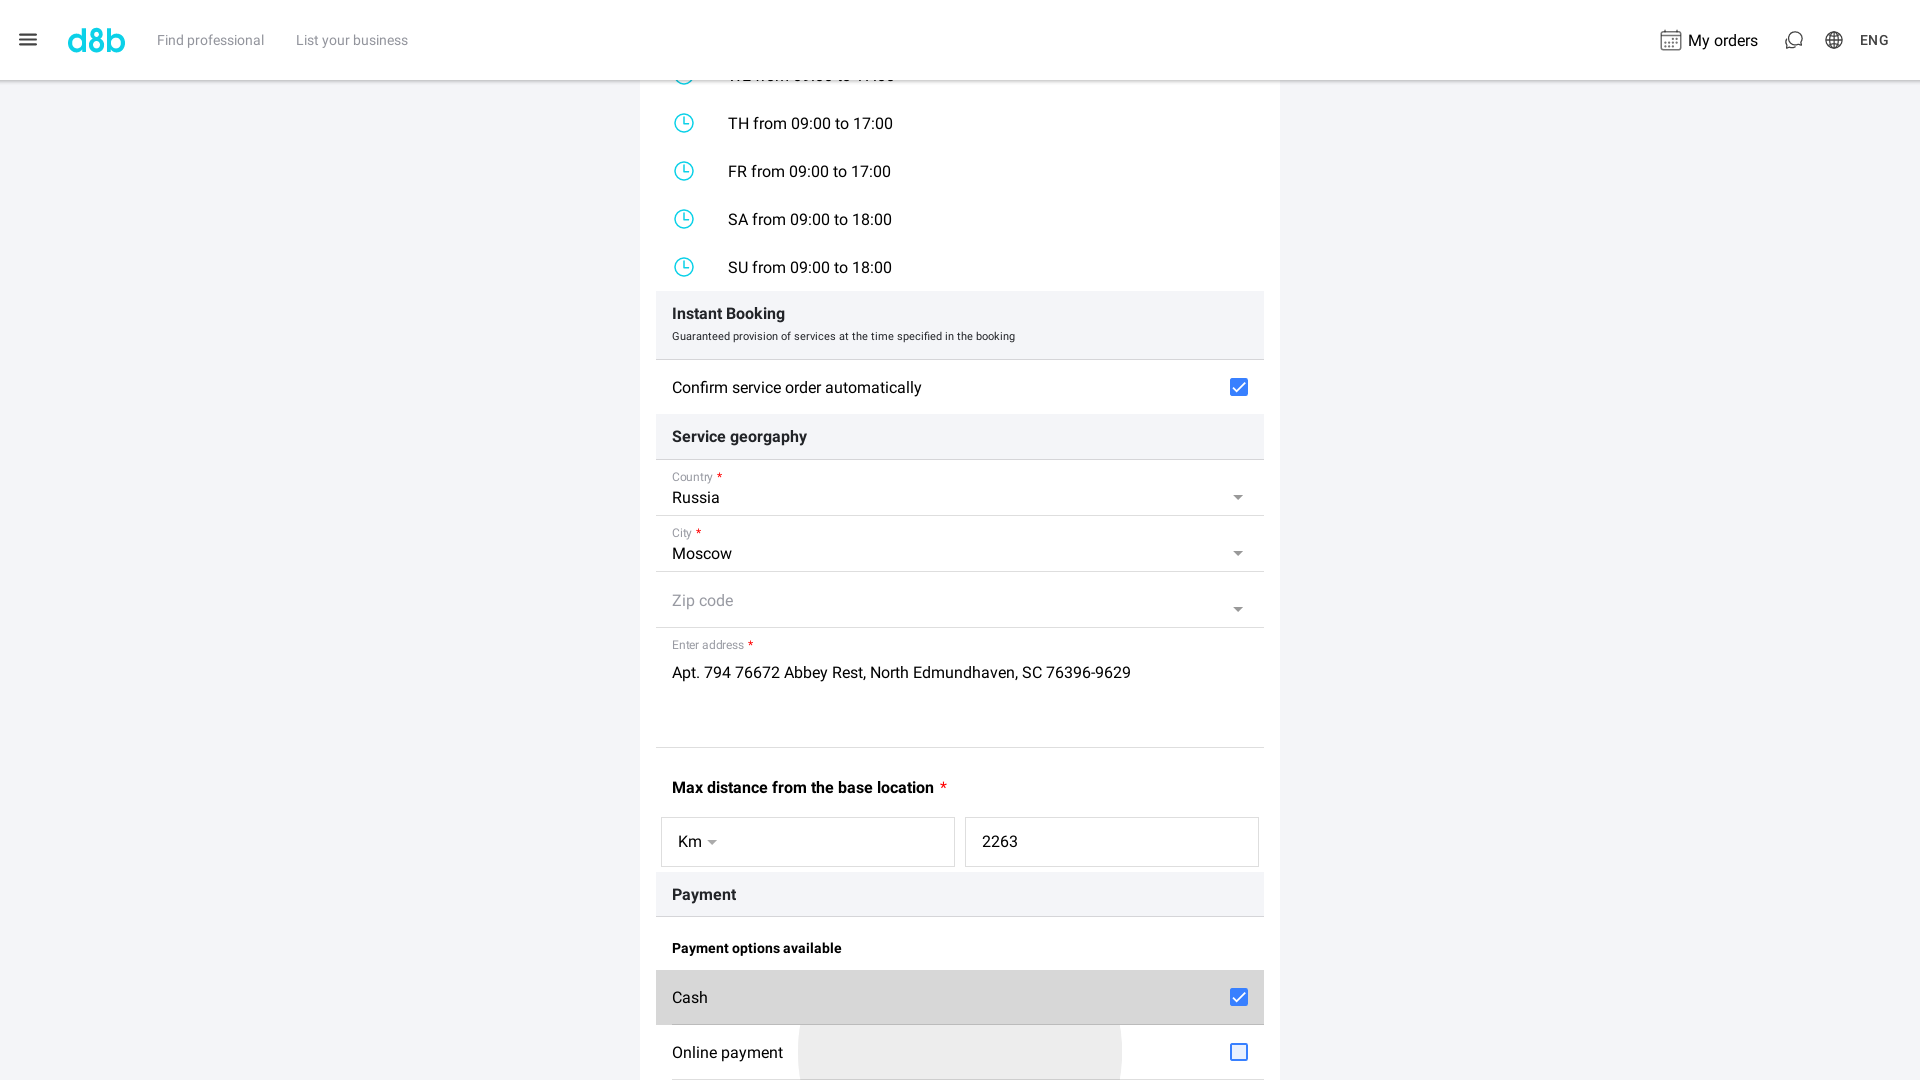 d8b
Find professional
List your business
My orders
ENG
TH from 09:00 to 17:00
FR from 09:00 to 17:00
SA from 09:00 to 18:00
SU from 09:00 to 18:00
Instant Booking
Guaranteed provision of services at the time specified in the booking
Confirm service order automatically
Service georgaphy
Country *
Russia
City *
Moscow
Zip code
Enter address *
Apt. 794 76672 Abbey Rest, North Edmundhaven, SC 76396-9629
Max distance from the base location *
Km
2263
Payment
Payment options available
Cash
Online payment